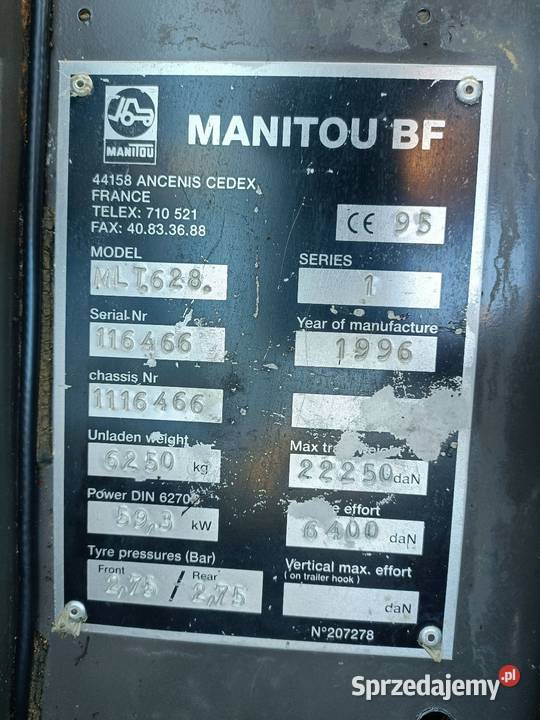 MANITOU
MANITOU BF
44158 ANCENIS CEDEX
FRANCE
TELEX: 710 521
FAX: 40.83.36.88
CE 95
MODEL
MLT.628.
SERIES
1
Serial Nr
116466
Year of manufacture
1996
chassis Nr
1116466
Unladen weight
6250 kg
Max
22250 daN
Power DIN 6270
59,3 kW
effort
6400 daN
Tyre pressures (Bar)
Front
2,75 /
Rear
2,75
Vertical max. effort
(on trailer hook)
daN
N°207278
Sprzedajemy.pl